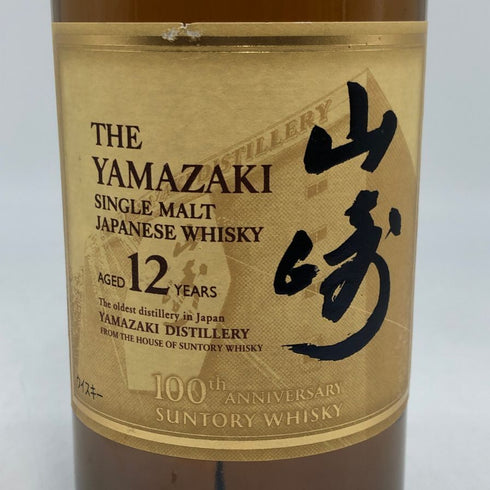 THE
YAMAZAKI
SINGLE MALT
JAPANESE WHISKY
AGED 12 YEARS
The oldest distillery in Japan
YAMAZAKI DISTILLERY
FROM THE HOUSE OF SUNTORY WHISKY
山崎
DISTILLERY
ウイスキー
100th ANNIVERSARY
SUNTORY WHISKY